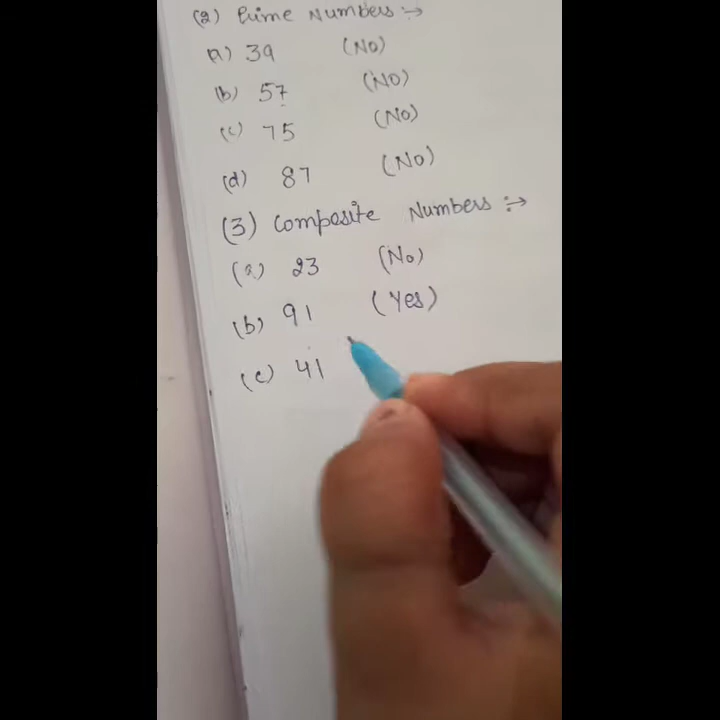 (2) Prime Numbers :→
(a) 39 (No)
(b) 57 (No)
(c) 75 (No)
(d) 87 (No)
(3) Composite Numbers :→
(a) 23 (No)
(b) 91 (Yes)
(c) 41